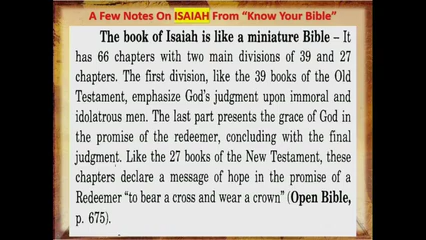 A Few Notes On ISAIAH From “Know Your Bible”
The book of Isaiah is like a miniature Bible – It
has 66 chapters with two main divisions of 39 and 27
chapters. The first division, like the 39 books of the Old
Testament, emphasize God’s judgment upon immoral and
idolatrous men. The last part presents the grace of God in
the promise of the redeemer, concluding with the final
judgment. Like the 27 books of the New Testament, these
chapters declare a message of hope in the promise of a
Redeemer “to bear a cross and wear a crown” (Open Bible,
p. 675).